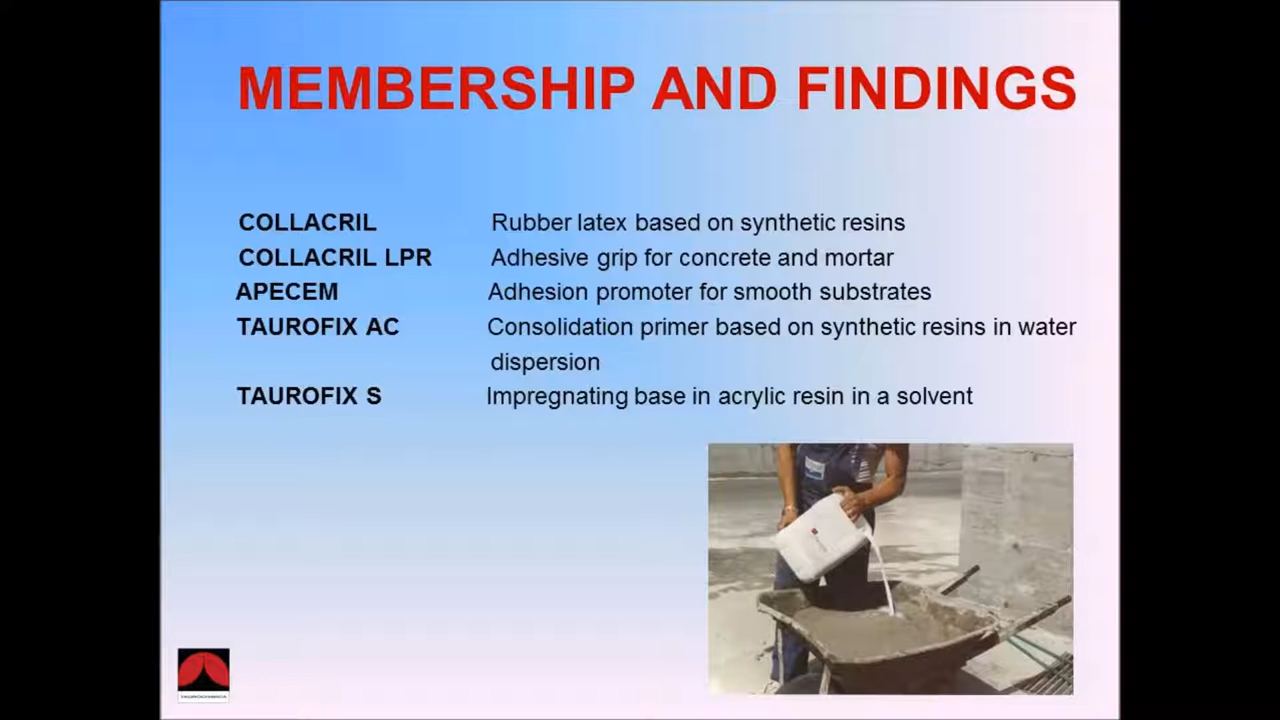 MEMBERSHIP AND FINDINGS
COLLACRIL Rubber latex based on synthetic resins
COLLACRIL LPR Adhesive grip for concrete and mortar
APECEM Adhesion promoter for smooth substrates
TAUROFIX AC Consolidation primer based on synthetic resins in water
dispersion
TAUROFIX S Impregnating base in acrylic resin in a solvent